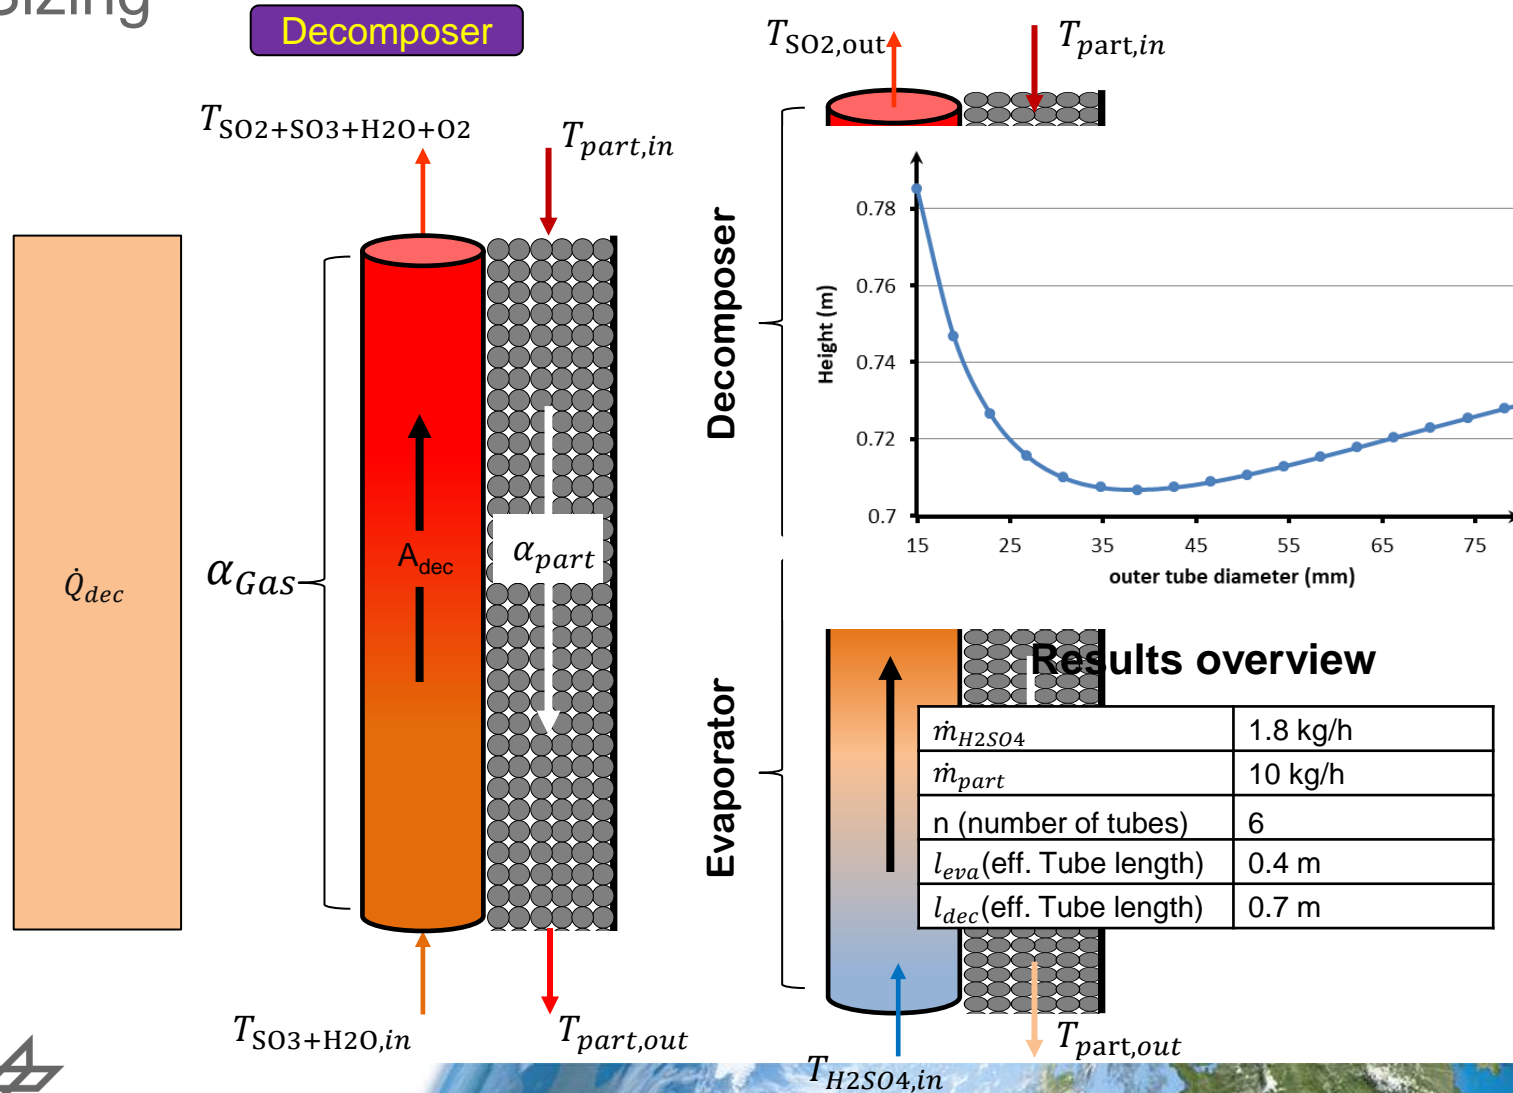 Sizing
Decomposer
T_SO2+SO3+H2O+O2
T_part,in
Q̇_dec
α_Gas
A_dec
α_part
T_SO3+H2O,in
T_part,out
T_SO2,out
T_part,in
Decomposer
Height (m)
0.78
0.76
0.74
0.72
0.7
15 25 35 45 55 65 75
outer tube diameter (mm)
Evaporator
Results overview
ṁ_H2SO4 1.8 kg/h
ṁ_part 10 kg/h
n (number of tubes) 6
l_eva(eff. Tube length) 0.4 m
l_dec(eff. Tube length) 0.7 m
T_part,out
T_H2SO4,in